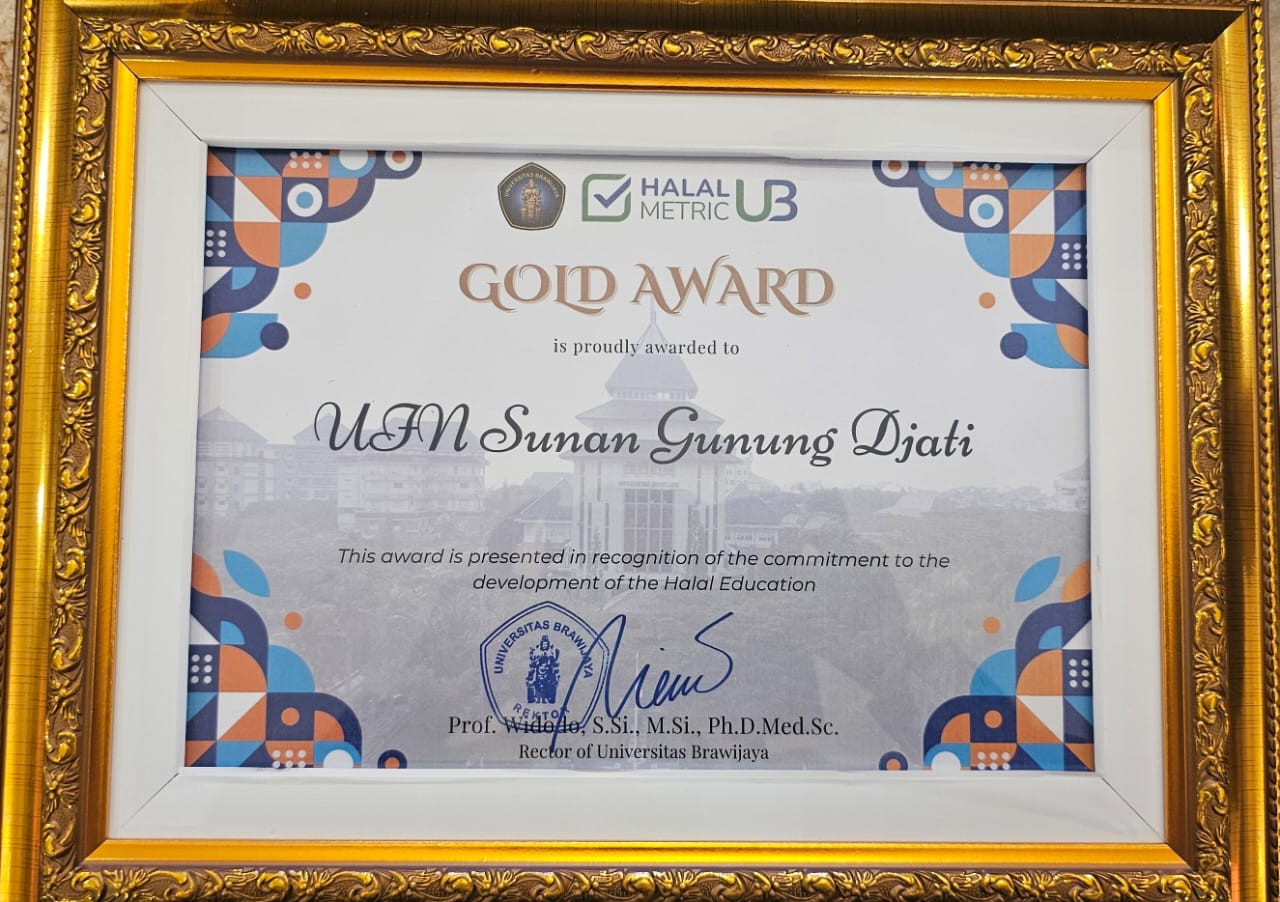 UNIVERSITAS BRAWIJAYA
HALAL
METRIC
UB
GOLD AWARD
is proudly awarded to
UIN Sunan Gunung Djati
This award is presented in recognition of the commitment to the
development of the Halal Education
UNIVERSITAS BRAWIJAYA
REKTOR
Prof. Widodo, S.Si., M.Si., Ph.D.Med.Sc.
Rector of Universitas Brawijaya